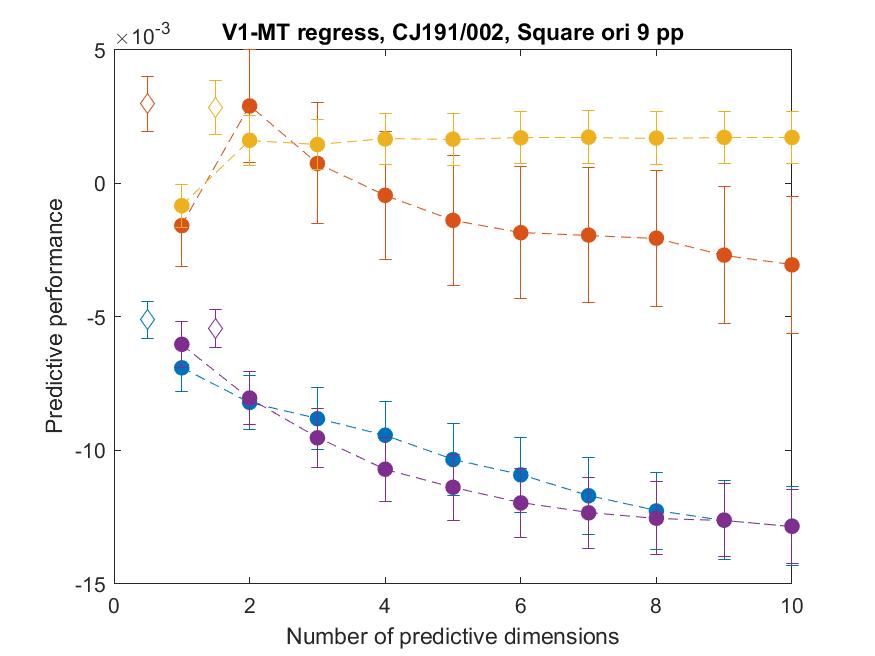 ×10⁻³
V1-MT regress, CJ191/002, Square ori 9 pp
5
0
-5
-10
-15
Predictive performance
0 2 4 6 8 10
Number of predictive dimensions